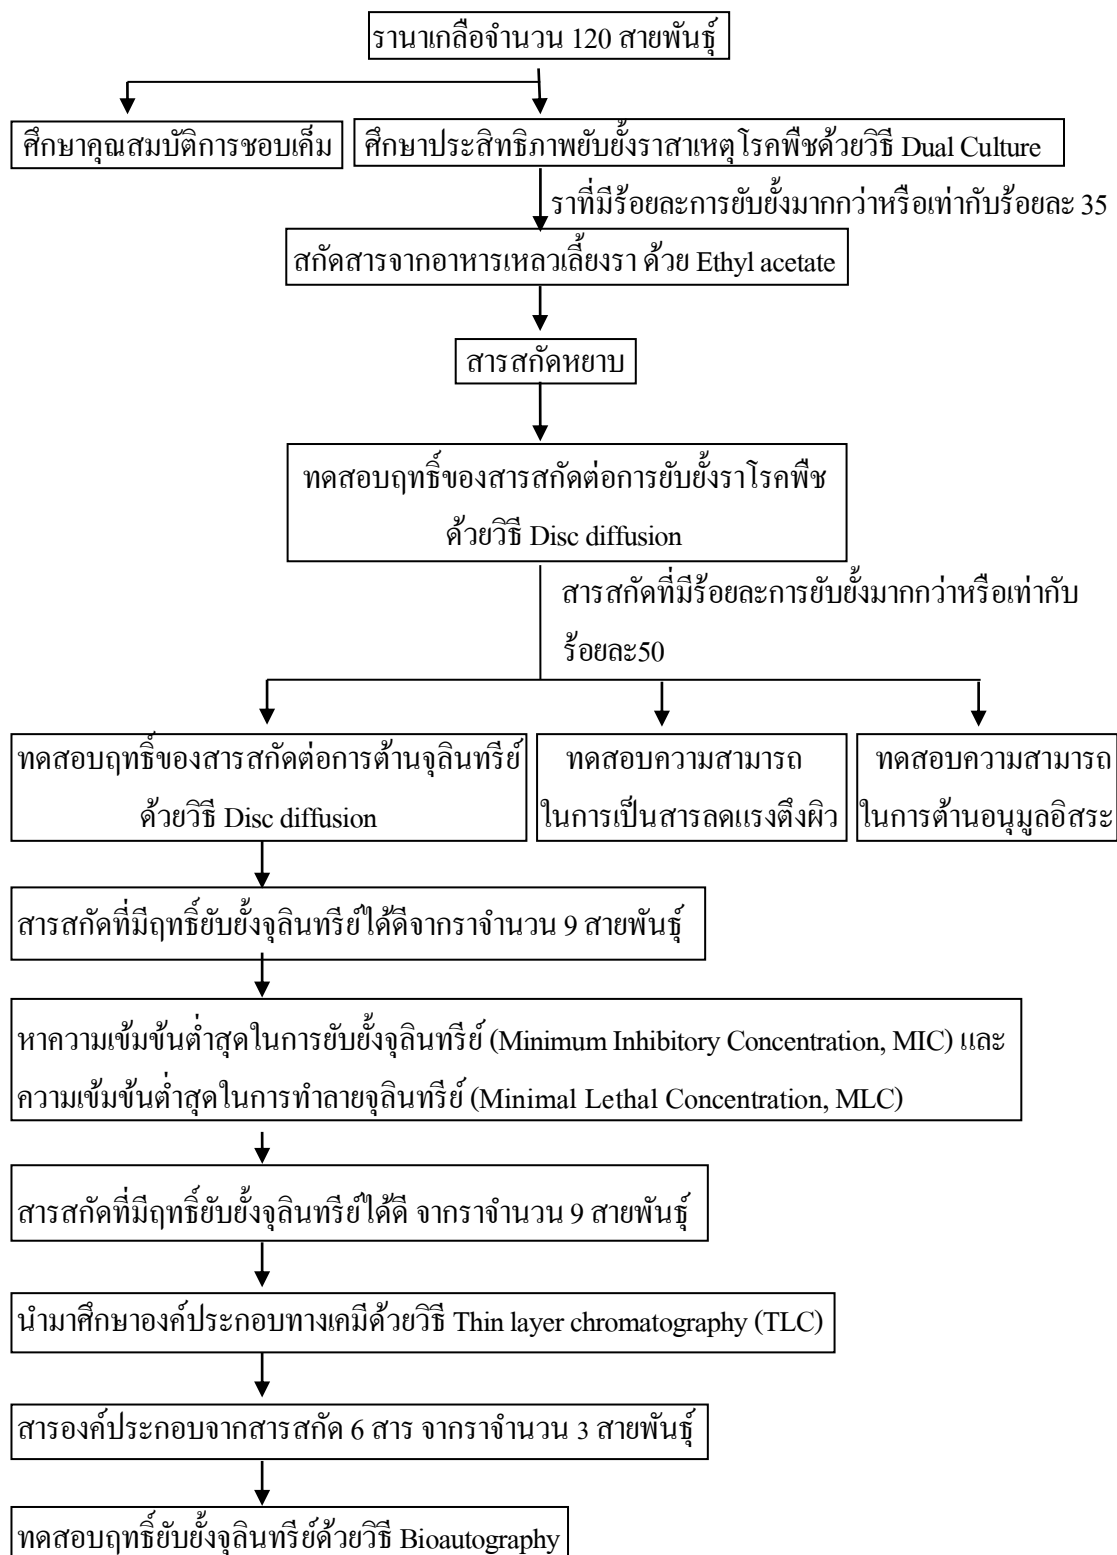 รานาเกลือจำนวน 120 สายพันธุ์
ศึกษาคุณสมบัติการชอบเค็ม
ศึกษาประสิทธิภาพยับยั้งราสาเหตุโรคพืชด้วยวิธี Dual Culture
ราที่มีร้อยละการยับยั้งมากกว่าหรือเท่ากับร้อยละ 35
สกัดสารจากอาหารเหลวเลี้ยงรา ด้วย Ethyl acetate
สารสกัดหยาบ
ทดสอบฤทธิ์ของสารสกัดต่อการยับยั้งราโรคพืช
ด้วยวิธี Disc diffusion
สารสกัดที่มีร้อยละการยับยั้งมากกว่าหรือเท่ากับ
ร้อยละ50
ทดสอบฤทธิ์ของสารสกัดต่อการต้านจุลินทรีย์
ด้วยวิธี Disc diffusion
ทดสอบความสามารถ
ในการเป็นสารลดแรงตึงผิว
ทดสอบความสามารถ
ในการต้านอนุมูลอิสระ
สารสกัดที่มีฤทธิ์ยับยั้งจุลินทรีย์ได้ดีจากราจำนวน 9 สายพันธุ์
หาความเข้มข้นต่ำสุดในการยับยั้งจุลินทรีย์ (Minimum Inhibitory Concentration, MIC) และ
ความเข้มข้นต่ำสุดในการทำลายจุลินทรีย์ (Minimal Lethal Concentration, MLC)
สารสกัดที่มีฤทธิ์ยับยั้งจุลินทรีย์ได้ดี จากราจำนวน 9 สายพันธุ์
นำมาศึกษาองค์ประกอบทางเคมีด้วยวิธี Thin layer chromatography (TLC)
สารองค์ประกอบจากสารสกัด 6 สาร จากราจำนวน 3 สายพันธุ์
ทดสอบฤทธิ์ยับยั้งจุลินทรีย์ด้วยวิธี Bioautography